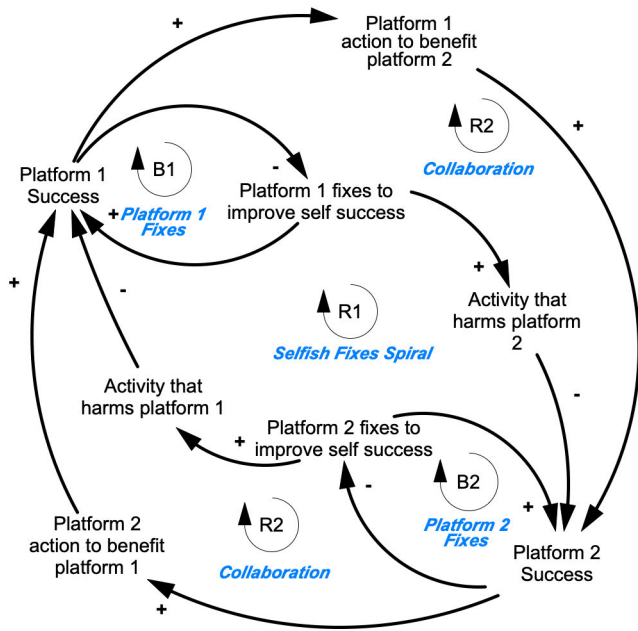 Platform 1
action to benefit
platform 2
+
+
R2
Collaboration
B1
Platform 1
Fixes
-
Platform 1
Success
+
Platform 1 fixes to
improve self success
+
Activity that
harms platform
2
+
-
R1
Selfish Fixes Spiral
-
Activity that
harms platform 1
Platform 2 fixes to
improve self success
+
-
B2
Platform 2
Fixes
+
R2
Collaboration
Platform 2
action to benefit
platform 1
Platform 2
Success
+